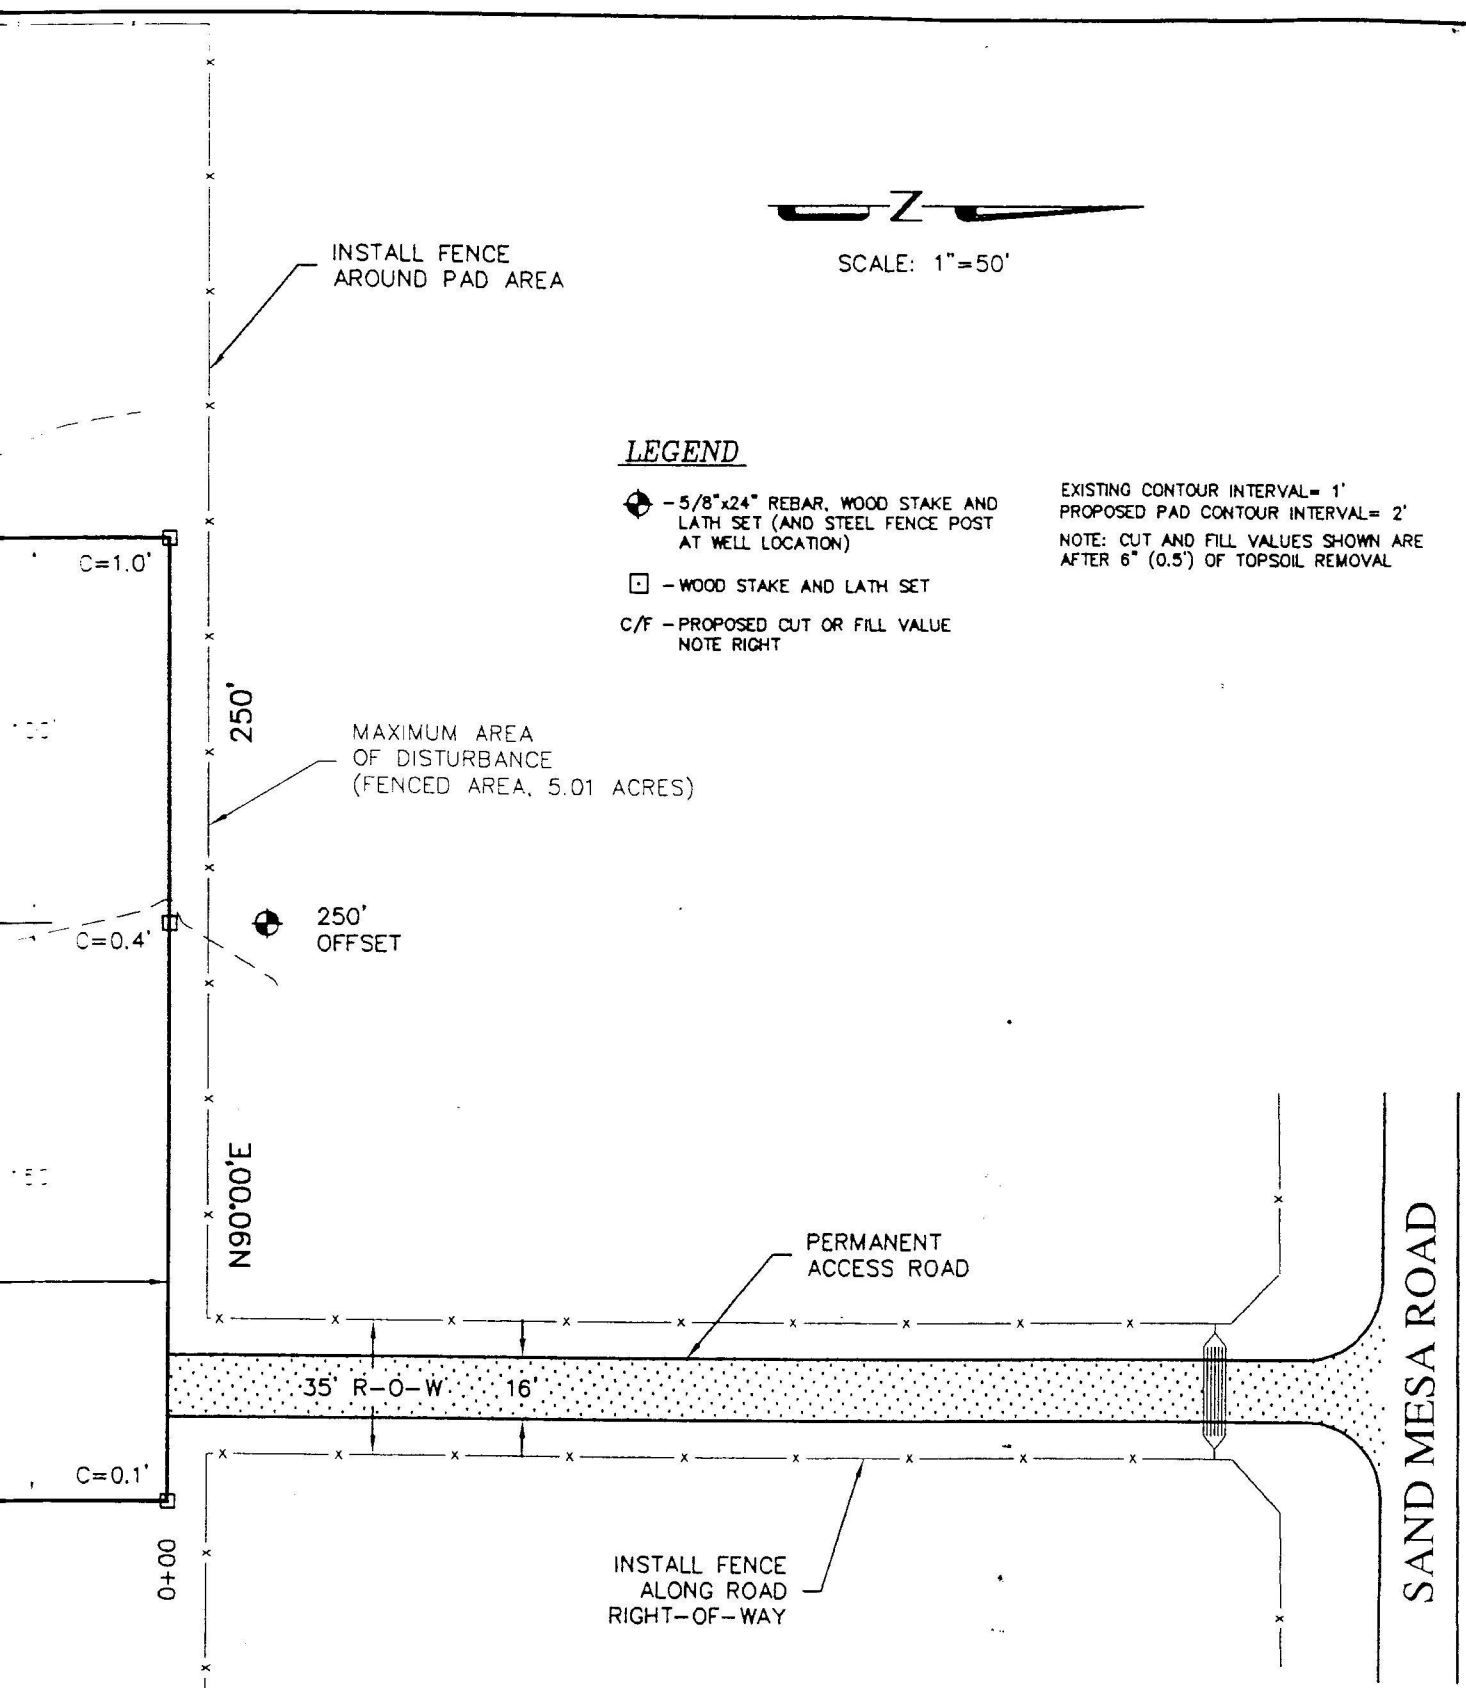 Z
SCALE: 1"=50'
INSTALL FENCE
AROUND PAD AREA
LEGEND
- 5/8"x24" REBAR, WOOD STAKE AND
LATH SET (AND STEEL FENCE POST
AT WELL LOCATION)
- WOOD STAKE AND LATH SET
C/F - PROPOSED CUT OR FILL VALUE
NOTE RIGHT
EXISTING CONTOUR INTERVAL= 1'
PROPOSED PAD CONTOUR INTERVAL= 2'
NOTE: CUT AND FILL VALUES SHOWN ARE
AFTER 6" (0.5') OF TOPSOIL REMOVAL
C=1.0'
250'
MAXIMUM AREA
OF DISTURBANCE
(FENCED AREA, 5.01 ACRES)
250'
OFFSET
C=0.4'
N90°00'E
PERMANENT
ACCESS ROAD
35' R-O-W
16'
SAND MESA ROAD
C=0.1'
0+00
INSTALL FENCE
ALONG ROAD
RIGHT-OF-WAY